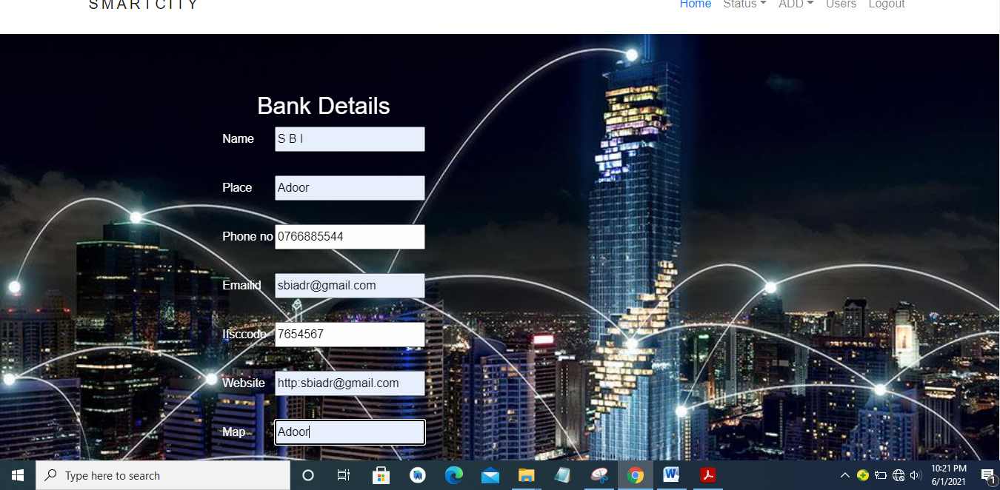 SMARTCITY
Home Status ADD Users Logout
Bank Details
Name S B I
Place Adoor
Phone no 0766885544
Emailid sbiadr@gmail.com
Ifsccode 7654567
Website http:sbiadr@gmail.com
Map Adoor
Type here to search
10:21 PM
6/1/2021
1